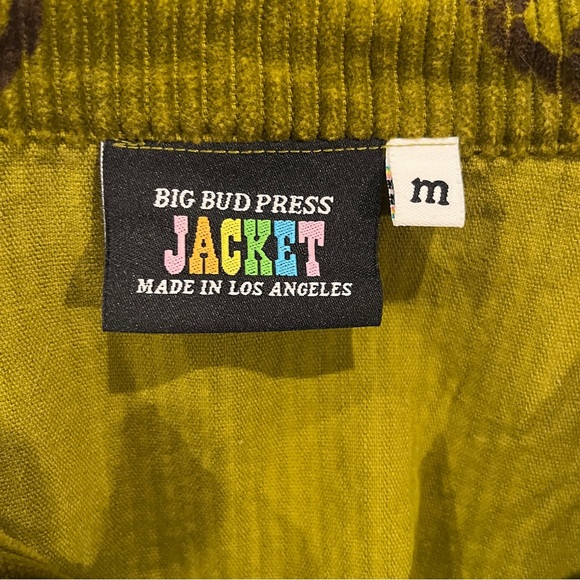 BIG BUD PRESS
JACKET
MADE IN LOS ANGELES
m